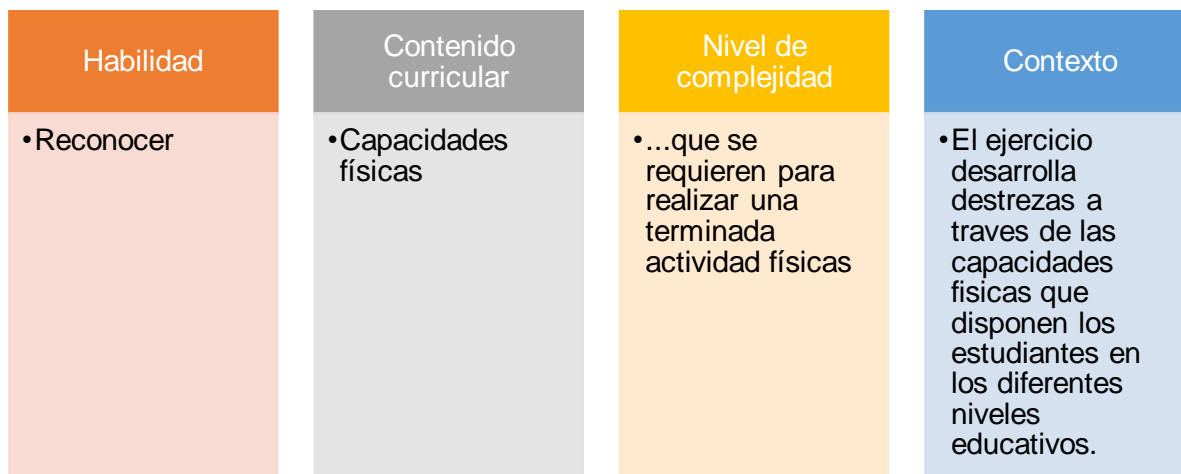 Habilidad
•Reconocer
Contenido
curricular
•Capacidades
físicas
Nivel de
complejidad
•...que se
requieren para
realizar una
terminada
actividad físicas
Contexto
•El ejercicio
desarrolla
destrezas a
traves de las
capacidades
fisicas que
disponen los
estudiantes en
los diferentes
niveles
educativos.